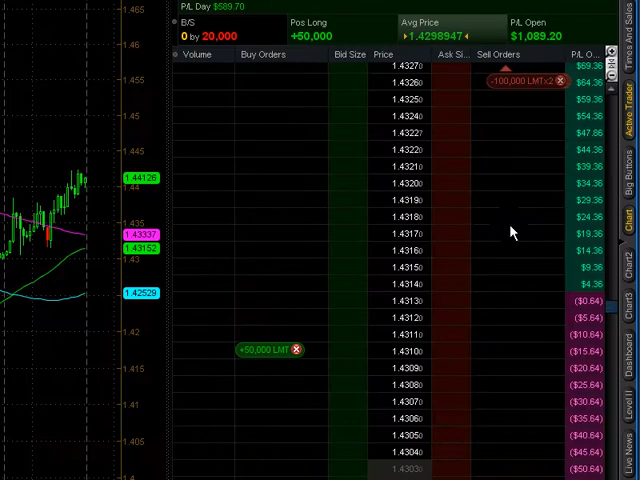 1.465
1.46
1.455
1.45
1.445
1.44126
1.44
1.435
1.43337
1.43152
1.43
1.42529
1.42
1.415
1.41
1.405
1.4
P/L Day $589.70
B/S
Pos Long
Avg Price
P/L Open
0 by 20,000
+50,000
1.4298947
$1,089.20
Volume
Buy Orders
Bid Size
Price
Ask Si...
Sell Orders
P/L O...
1.43270 $69.36
1.43260 -100,000 LMTx2 $64.36
1.43250 $59.36
1.43240 $54.36
1.43227 $47.86
1.43220 $44.36
1.43210 $39.36
1.43200 $34.36
1.43190 $29.36
1.43180 $24.36
1.43170 $19.36
1.43160 $14.36
1.43150 $9.36
1.43140 $4.36
1.43130 ($0.64)
1.43120 ($5.64)
1.43110 ($10.64)
+50,000 LMT 1.43100 ($15.64)
1.43090 ($20.64)
1.43080 ($25.64)
1.43070 ($30.64)
1.43060 ($35.64)
1.43050 ($40.64)
1.43040 ($45.64)
1.43030 ($50.64)
Times And Sales
Active Trader
Big Buttons
Chart
Chart2
Chart3
Dashboard
Level II
Live News